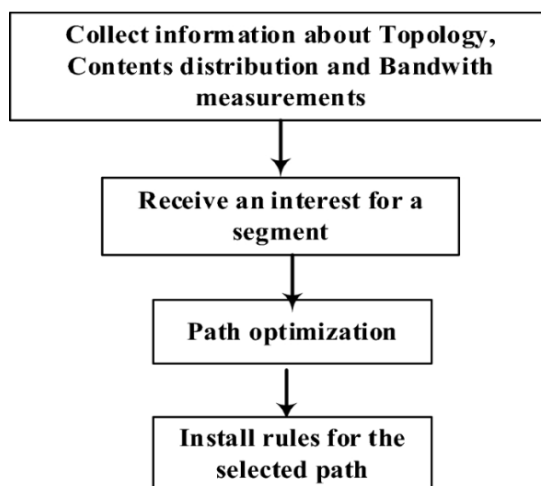 Collect information about Topology,
Contents distribution and Bandwith
measurements
Receive an interest for a
segment
Path optimization
Install rules for the
selected path